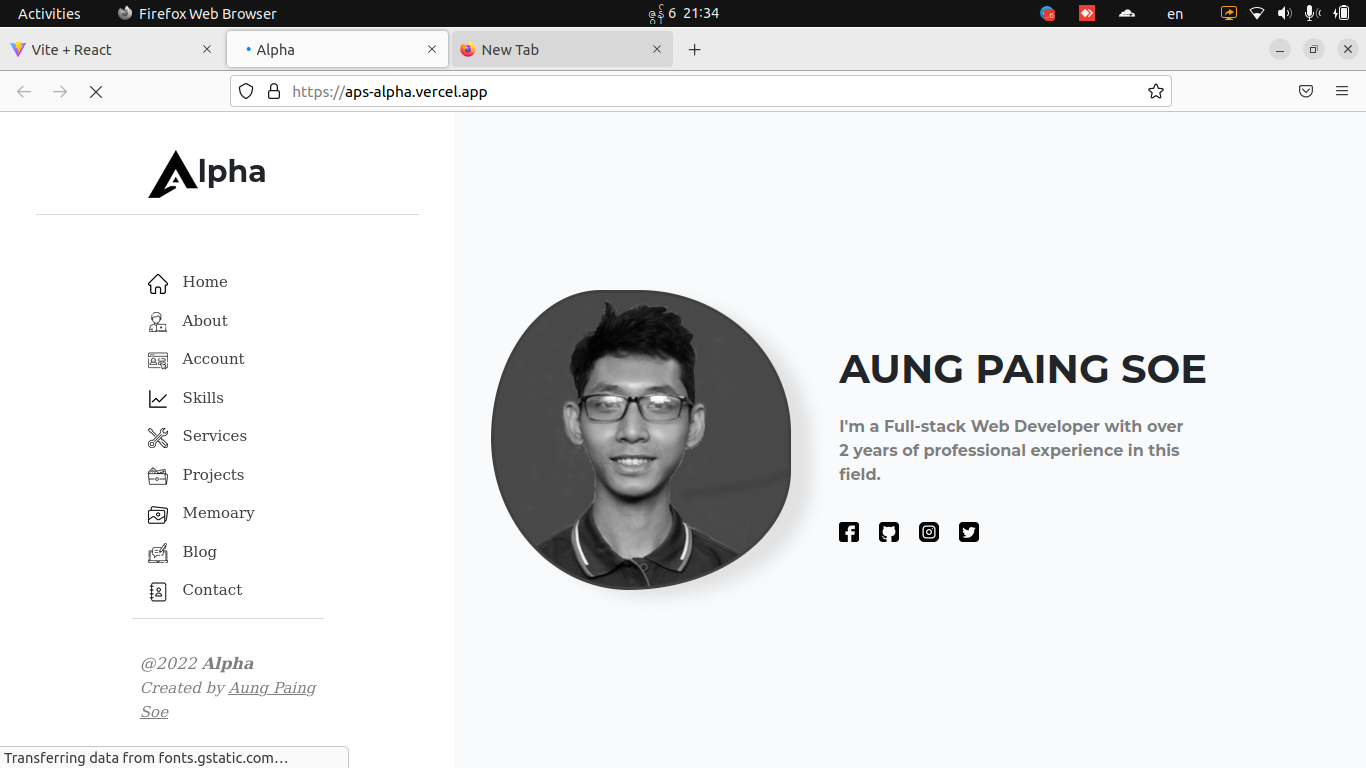 Activities Firefox Web Browser ဇွန် 6 21:34 en
Vite + React Alpha New Tab
https://aps-alpha.vercel.app
Alpha
Home
About
Account
Skills
Services
Projects
Memoary
Blog
Contact
@2022 Alpha
Created by Aung Paing
Soe
AUNG PAING SOE
I'm a Full-stack Web Developer with over
2 years of professional experience in this
field.
Transferring data from fonts.gstatic.com…